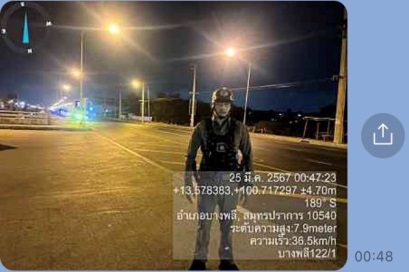 25 มี.ค. 2567 00:47:23
+13.578383,+100.717297 ±4.70m
189° S
อำเภอบางพลี, สมุทรปราการ 10540
ระดับความสูง:7.9meter
ความเร็ว:36.5km/h
บางพลี122/1
00:48